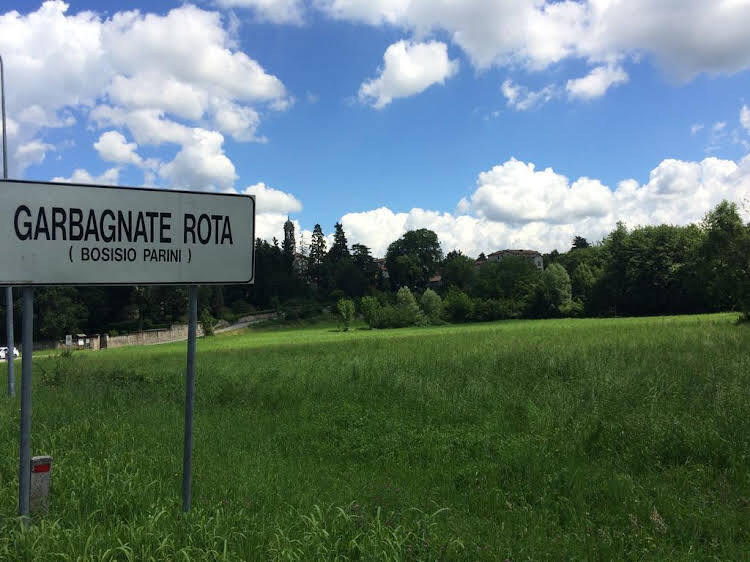 GARBAGNATE ROTA
( BOSISIO PARINI )